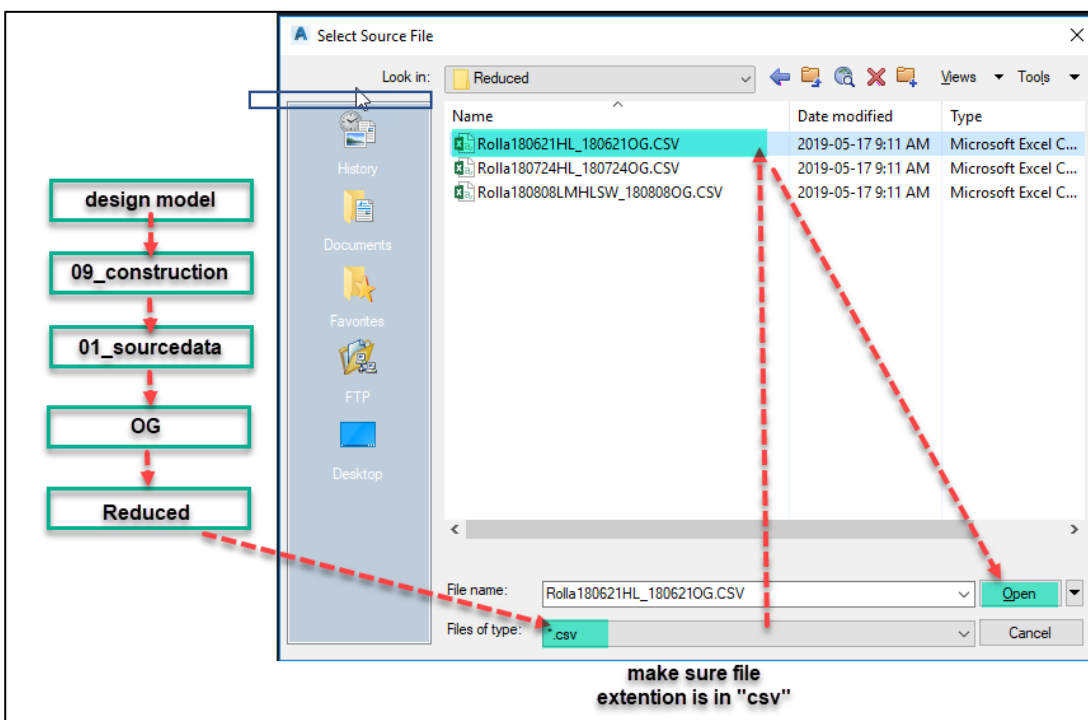 Select Source File
Look in:
Reduced
Views
Tools
Name
Date modified
Type
Rolla180621HL_180621OG.CSV
2019-05-17 9:11 AM
Microsoft Excel C...
Rolla180724HL_180724OG.CSV
2019-05-17 9:11 AM
Microsoft Excel C...
Rolla180808LMHLSW_180808OG.CSV
2019-05-17 9:11 AM
Microsoft Excel C...
History
Documents
Favorites
FTP
Desktop
design model
09_construction
01_sourcedata
OG
Reduced
File name:
Rolla180621HL_180621OG.CSV
Open
Files of type:
*.csv
Cancel
make sure file
extention is in "csv"